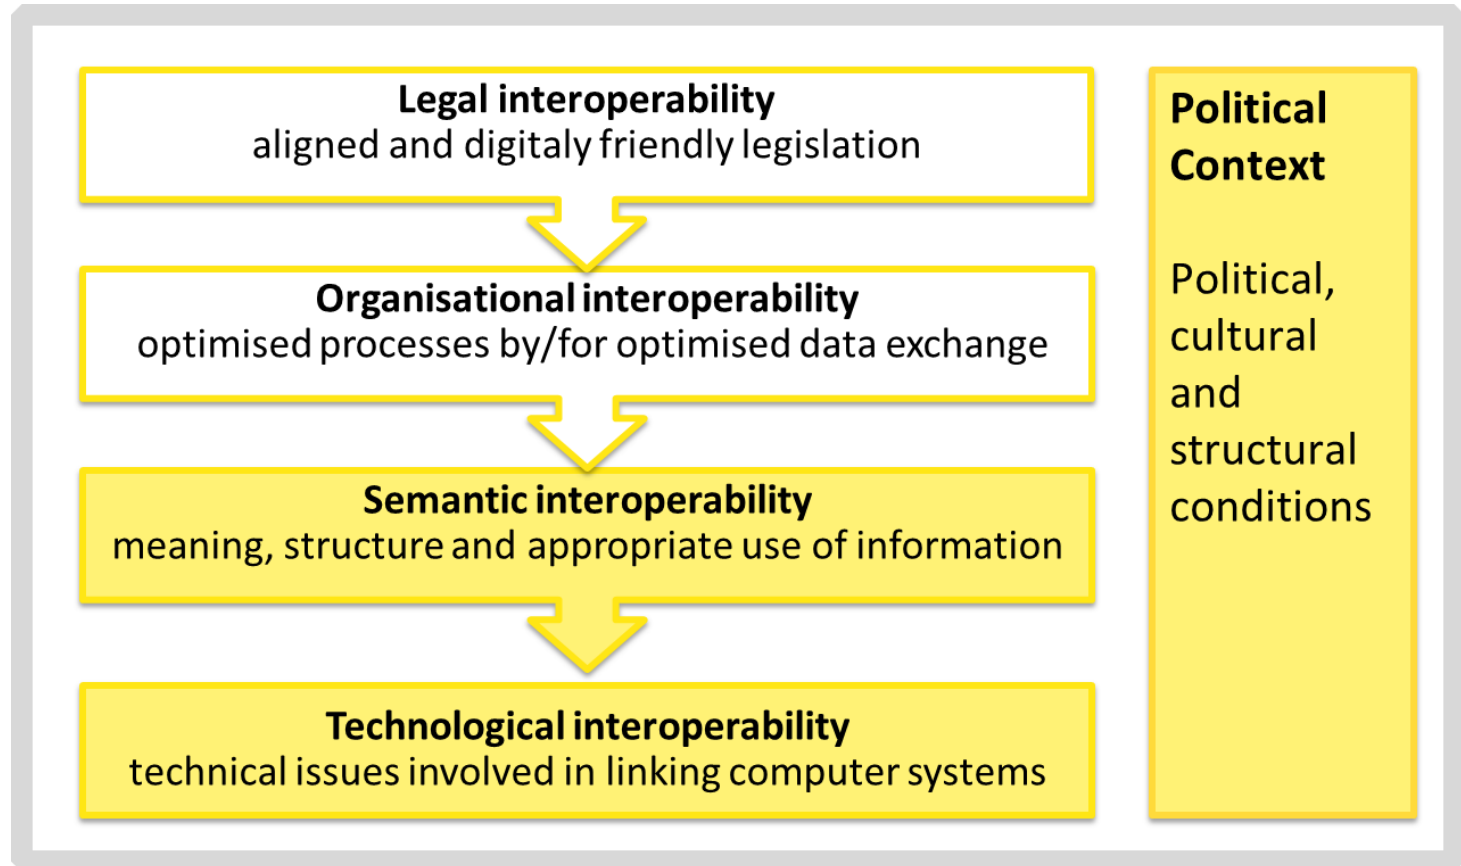 Legal interoperability
aligned and digitaly friendly legislation
Organisational interoperability
optimised processes by/for optimised data exchange
Semantic interoperability
meaning, structure and appropriate use of information
Technological interoperability
technical issues involved in linking computer systems
Political
Context
Political,
cultural
and
structural
conditions